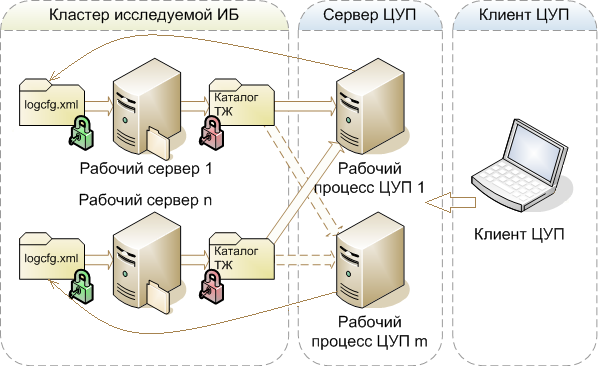 Кластер исследуемой ИБ
Сервер ЦУП
Клиент ЦУП
logcfg.xml
Каталог
ТЖ
Рабочий сервер 1
Рабочий
процесс ЦУП 1
Рабочий сервер n
Клиент ЦУП
logcfg.xml
Каталог
ТЖ
Рабочий
процесс ЦУП m